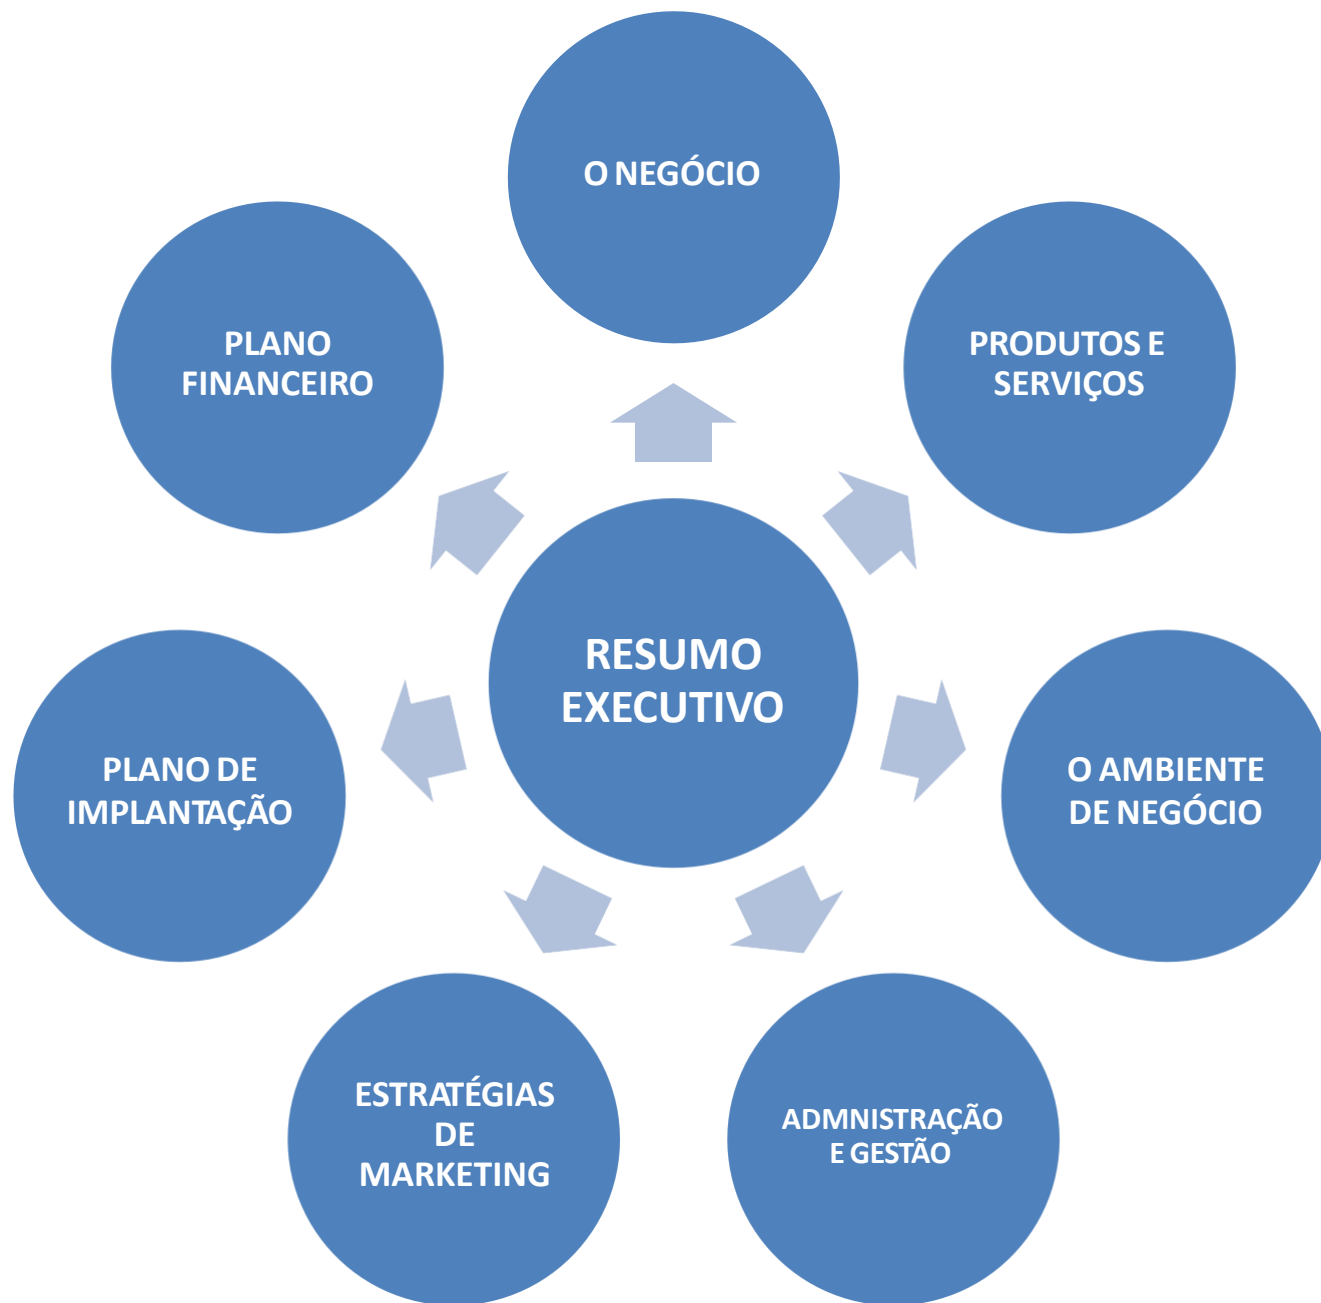 O NEGÓCIO
PLANO
FINANCEIRO
PRODUTOS E
SERVIÇOS
RESUMO
EXECUTIVO
PLANO DE
IMPLANTAÇÃO
O AMBIENTE
DE NEGÓCIO
ESTRATÉGIAS
DE
MARKETING
ADMNISTRAÇÃO
E GESTÃO